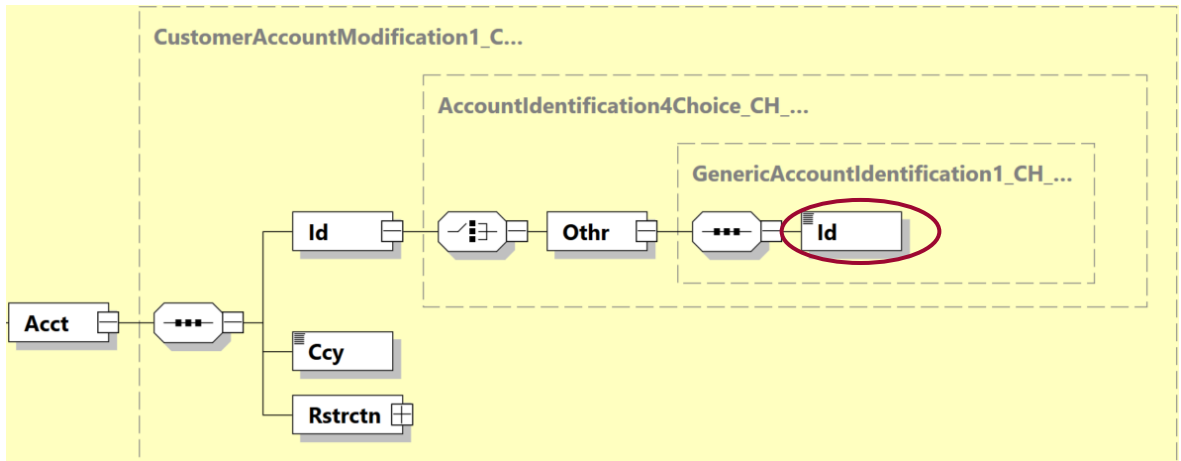 CustomerAccountModification1_C...
AccountIdentification4Choice_CH_...
GenericAccountIdentification1_CH_...
Id
Othr
Id
Acct
Ccy
Rstrctn